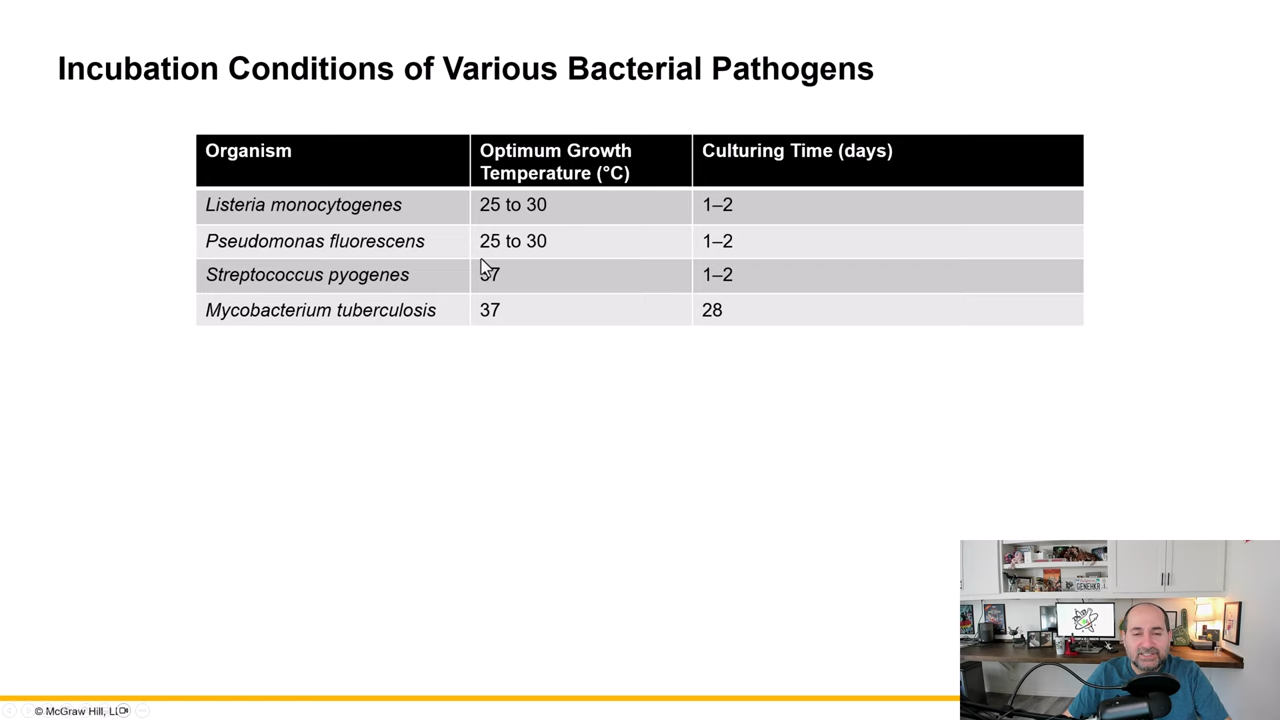 Incubation Conditions of Various Bacterial Pathogens
Organism
Optimum Growth
Temperature (°C)
Culturing Time (days)
Listeria monocytogenes
25 to 30
1–2
Pseudomonas fluorescens
25 to 30
1–2
Streptococcus pyogenes
37
1–2
Mycobacterium tuberculosis
37
28
GENEHKR
© McGraw Hill,